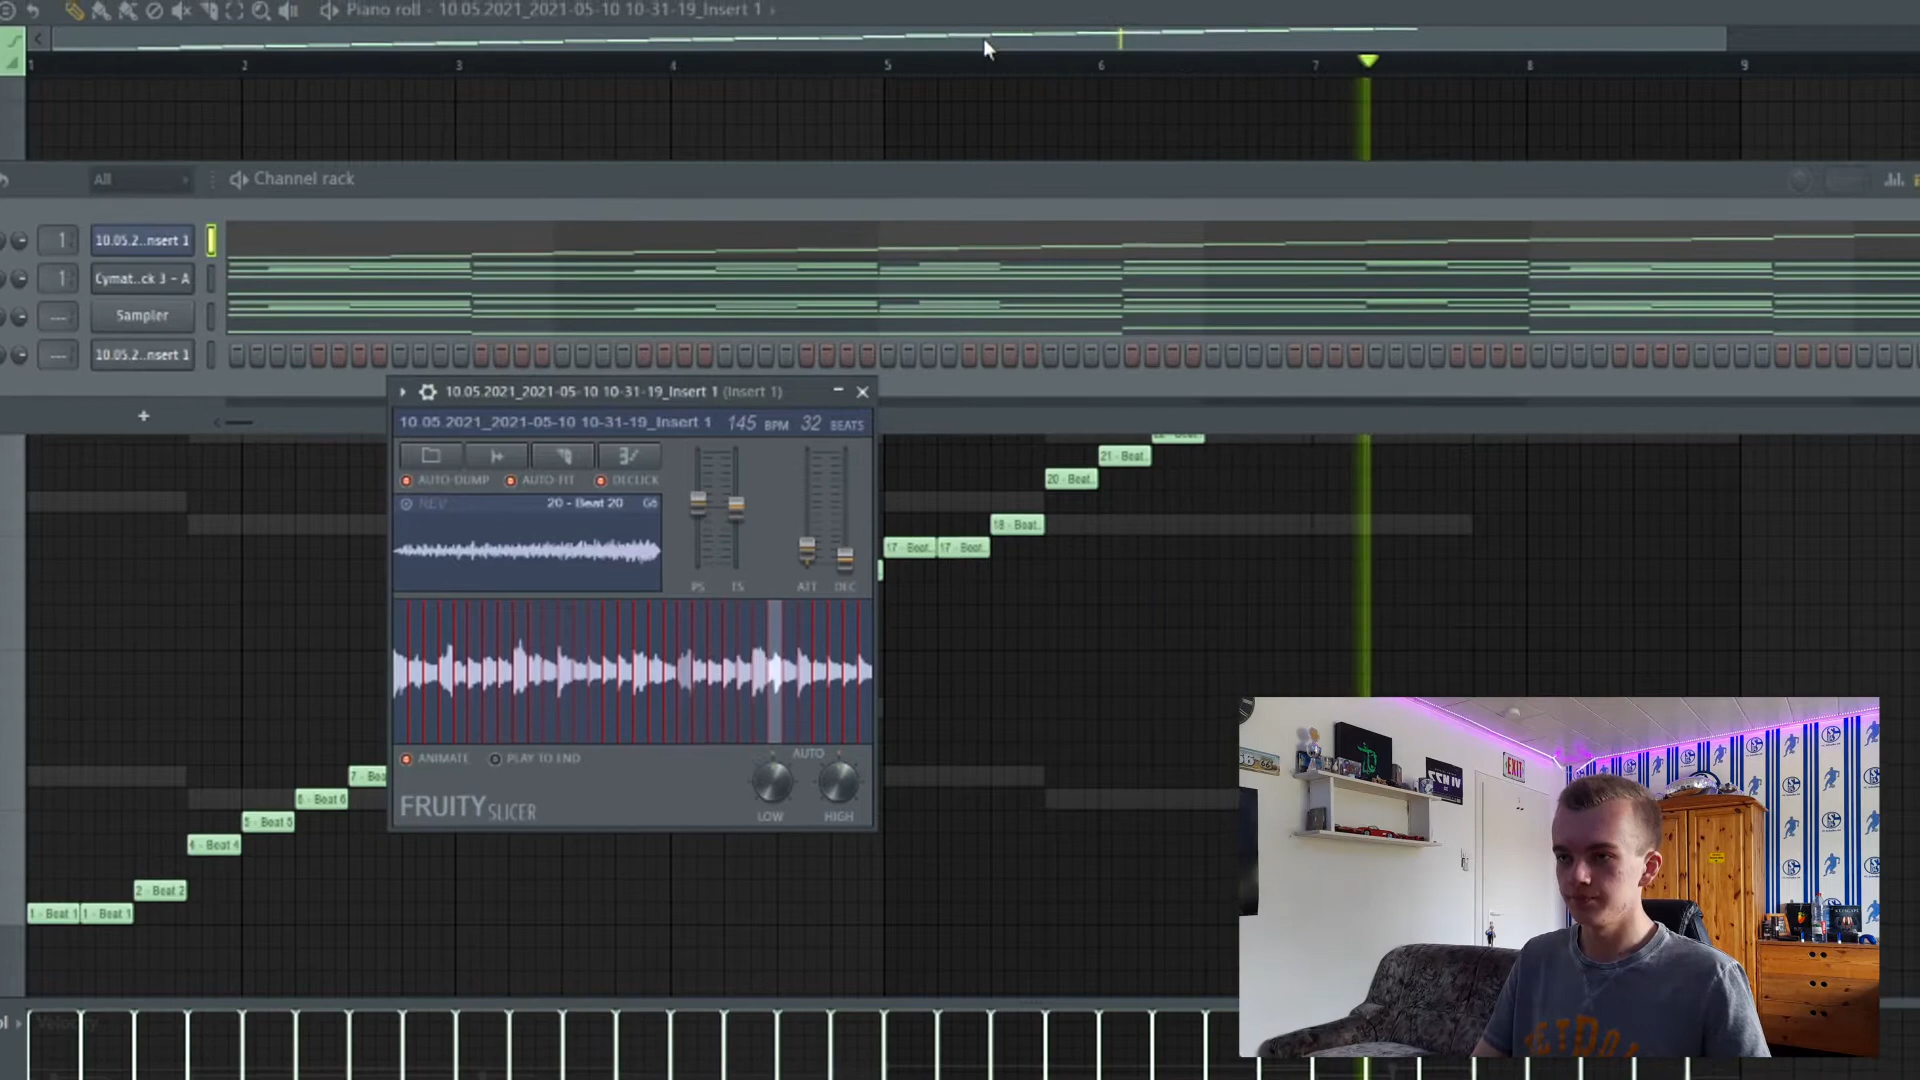 Piano roll - 10.05.2021_2021-05-10 10-31-19_Insert 1
1 2 3 4 5 6 7 8 9
All
Channel rack
1 10.05.2..nsert 1
1 Cymat..ck 3 - A
--- Sampler
--- 10.05.2..nsert 1
10.05.2021_2021-05-10 10-31-19_Insert 1 (Insert 1)
10.05.2021_2021-05-10 10-31-19_Insert 1 145 BPM 32 BEATS
AUTO-DUMP AUTO-FIT DECLICK
REV 20 - Beat 20 G6
PS TS ATT DEC
ANIMATE PLAY TO END
AUTO
LOW HIGH
FRUITY SLICER
21 - Beat..
20 - Beat..
18 - Beat..
17 - Beat.. 17 - Beat..
7 - Bea
6 - Beat 6
5 - Beat 5
4 - Beat 4
2 - Beat 2
1 - Beat 1 1 - Beat 1
Velocity
EXIT